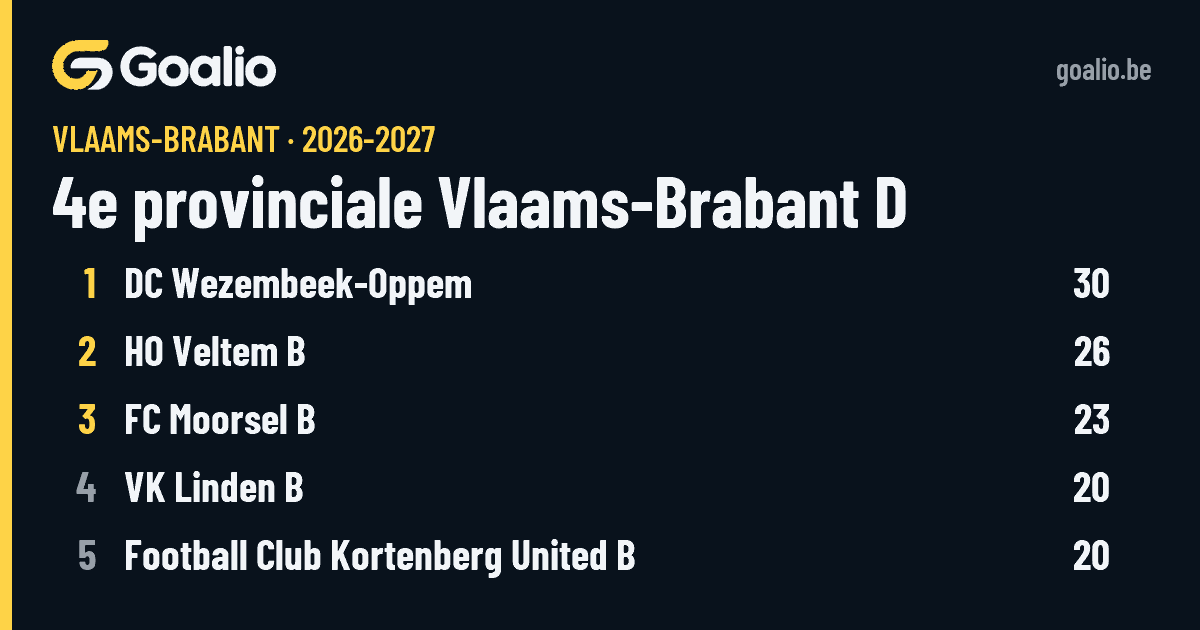 Goalio
goalio.be
VLAAMS-BRABANT · 2026-2027
4e provinciale Vlaams-Brabant D
1 DC Wezembeek-Oppem 30
2 HO Veltem B 26
3 FC Moorsel B 23
4 VK Linden B 20
5 Football Club Kortenberg United B 20